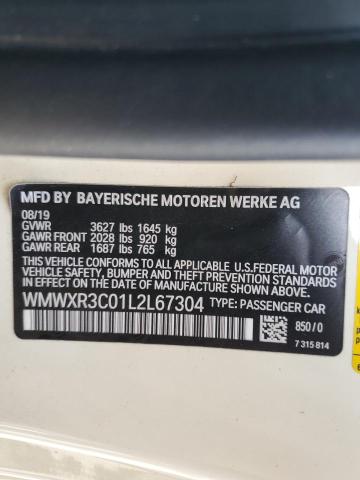 MFD BY BAYERISCHE MOTOREN WERKE AG
08/19
GVWR 3627 lbs 1645 kg
GAWR FRONT 2028 lbs 920 kg
GAWR REAR 1687 lbs 765 kg
THIS VEHICLE CONFORMS TO ALL APPLICABLE U.S.FEDERAL MOTOR
VEHICLE SAFETY, BUMPER, AND THEFT PREVENTION STANDARDS
IN EFFECT ON THE DATE OF MANUFACTURE SHOWN ABOVE.
WMWXR3C01L2L67304 TYPE: PASSENGER CAR
850/0
7 315 814